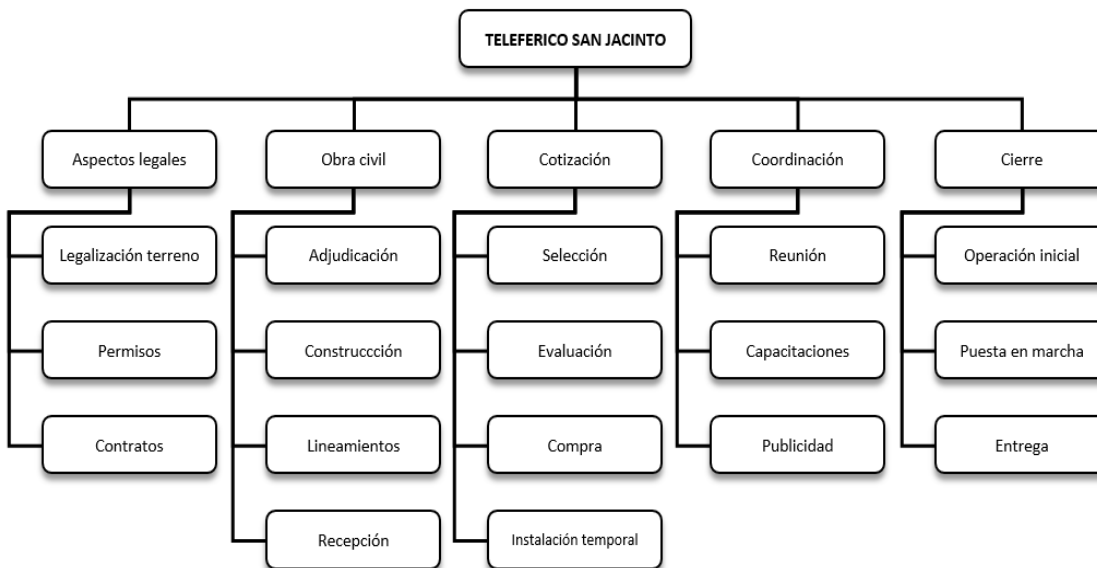 TELEFERICO SAN JACINTO
Aspectos legales
Obra civil
Cotización
Coordinación
Cierre
Legalización terreno
Adjudicación
Selección
Reunión
Operación inicial
Permisos
Construccción
Evaluación
Capacitaciones
Puesta en marcha
Contratos
Lineamientos
Compra
Publicidad
Entrega
Recepción
Instalación temporal